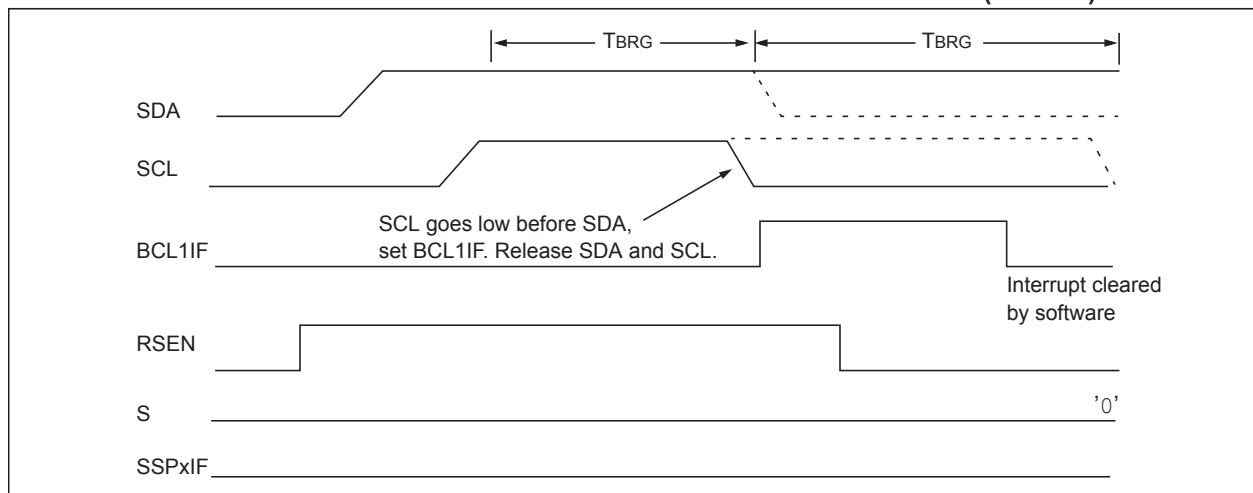 TBRG TBRG
SDA
SCL
SCL goes low before SDA,
set BCL1IF. Release SDA and SCL.
BCL1IF
Interrupt cleared
by software
RSEN
S '0'
SSPxIF